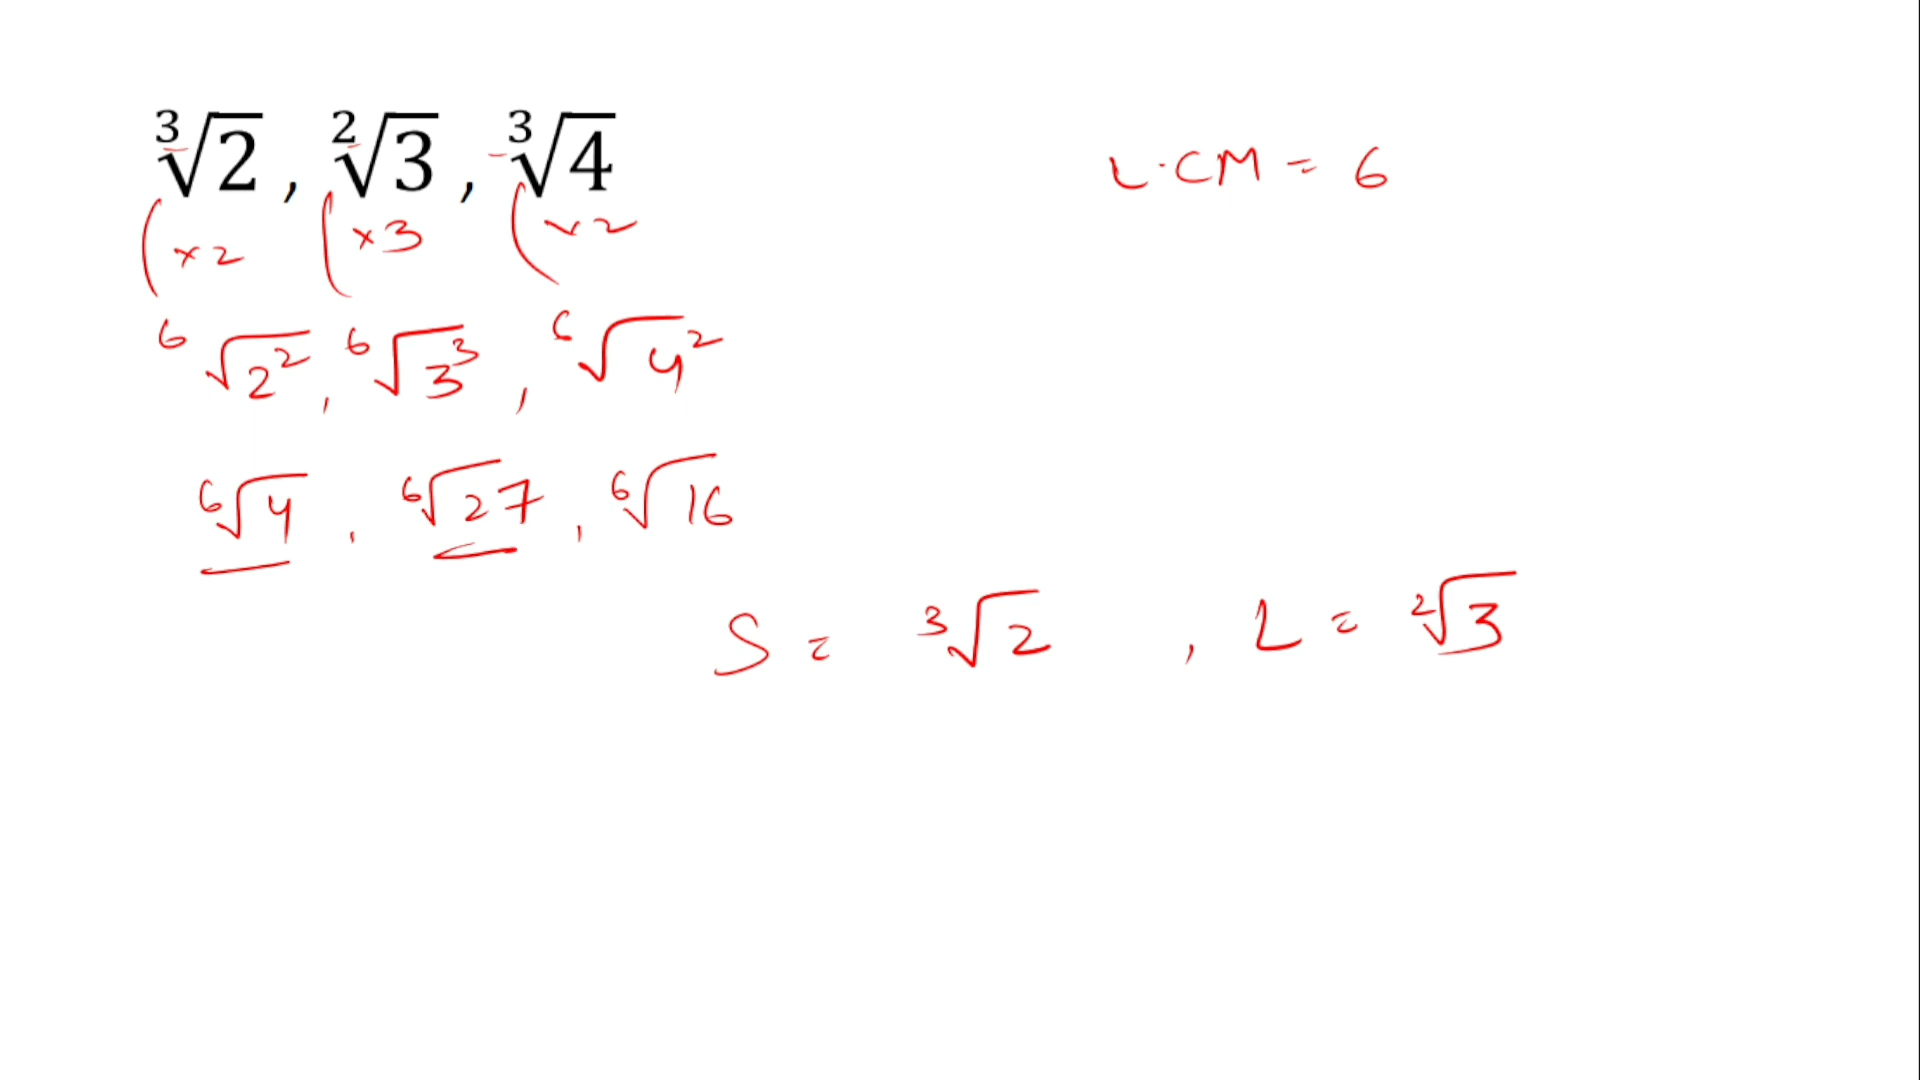 ∛2 , ²√3 , ∛4
L.CM = 6
×2 ×3 ×2
⁶√2² , ⁶√3³ , ⁶√4²
⁶√4 , ⁶√27 , ⁶√16
S = ³√2 , L = ²√3